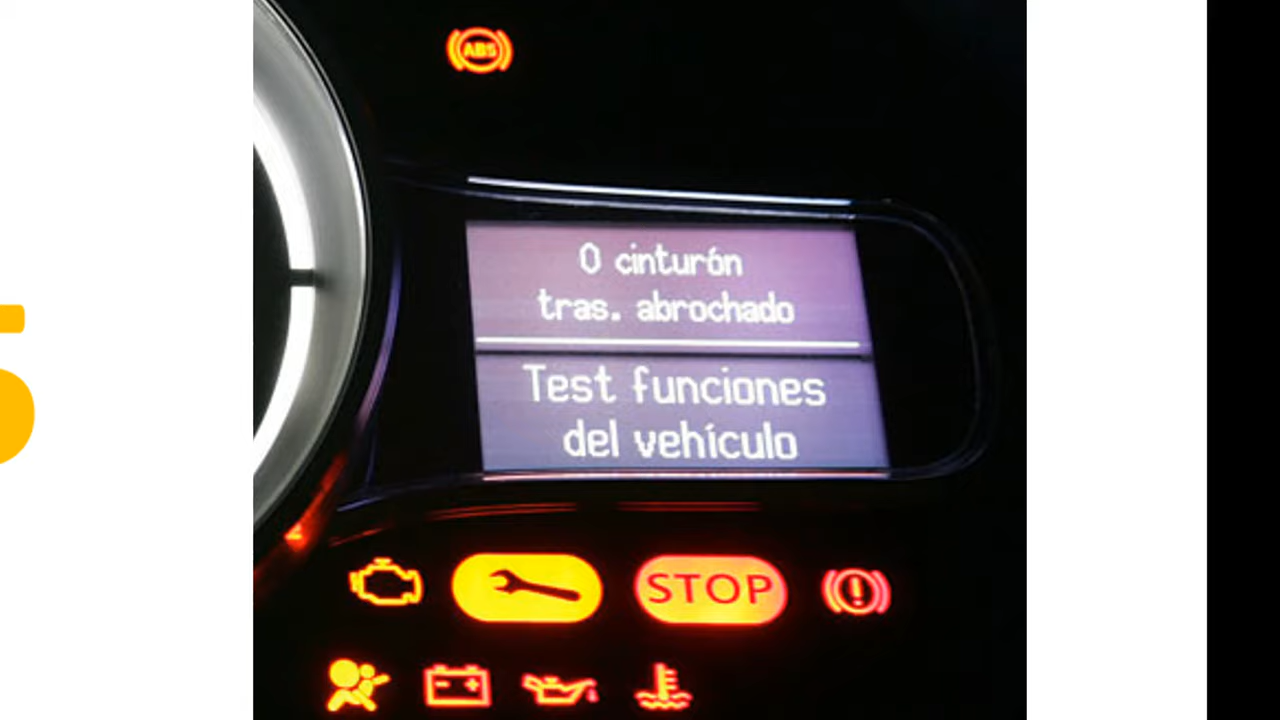 ABS
0 cinturón
tras. abrochado
Test funciones
del vehículo
STOP